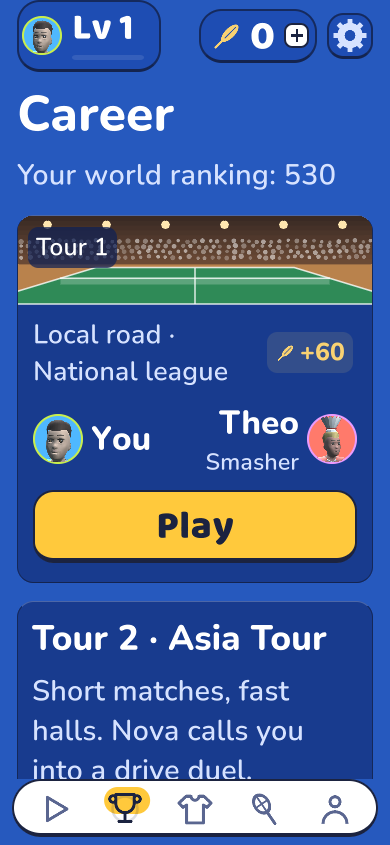 Lv 1
0
Career
Your world ranking: 530
Tour 1
Local road ·
National league
+60
You
Theo
Smasher
Play
Tour 2 · Asia Tour
Short matches, fast
halls. Nova calls you
into a drive duel.